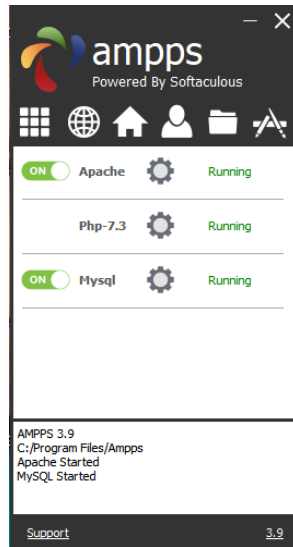 ampps
Powered By Softaculous
ON Apache Running
Php-7.3 Running
ON Mysql Running
AMPPS 3.9
C:/Program Files/Ampps
Apache Started
MySQL Started
Support 3.9